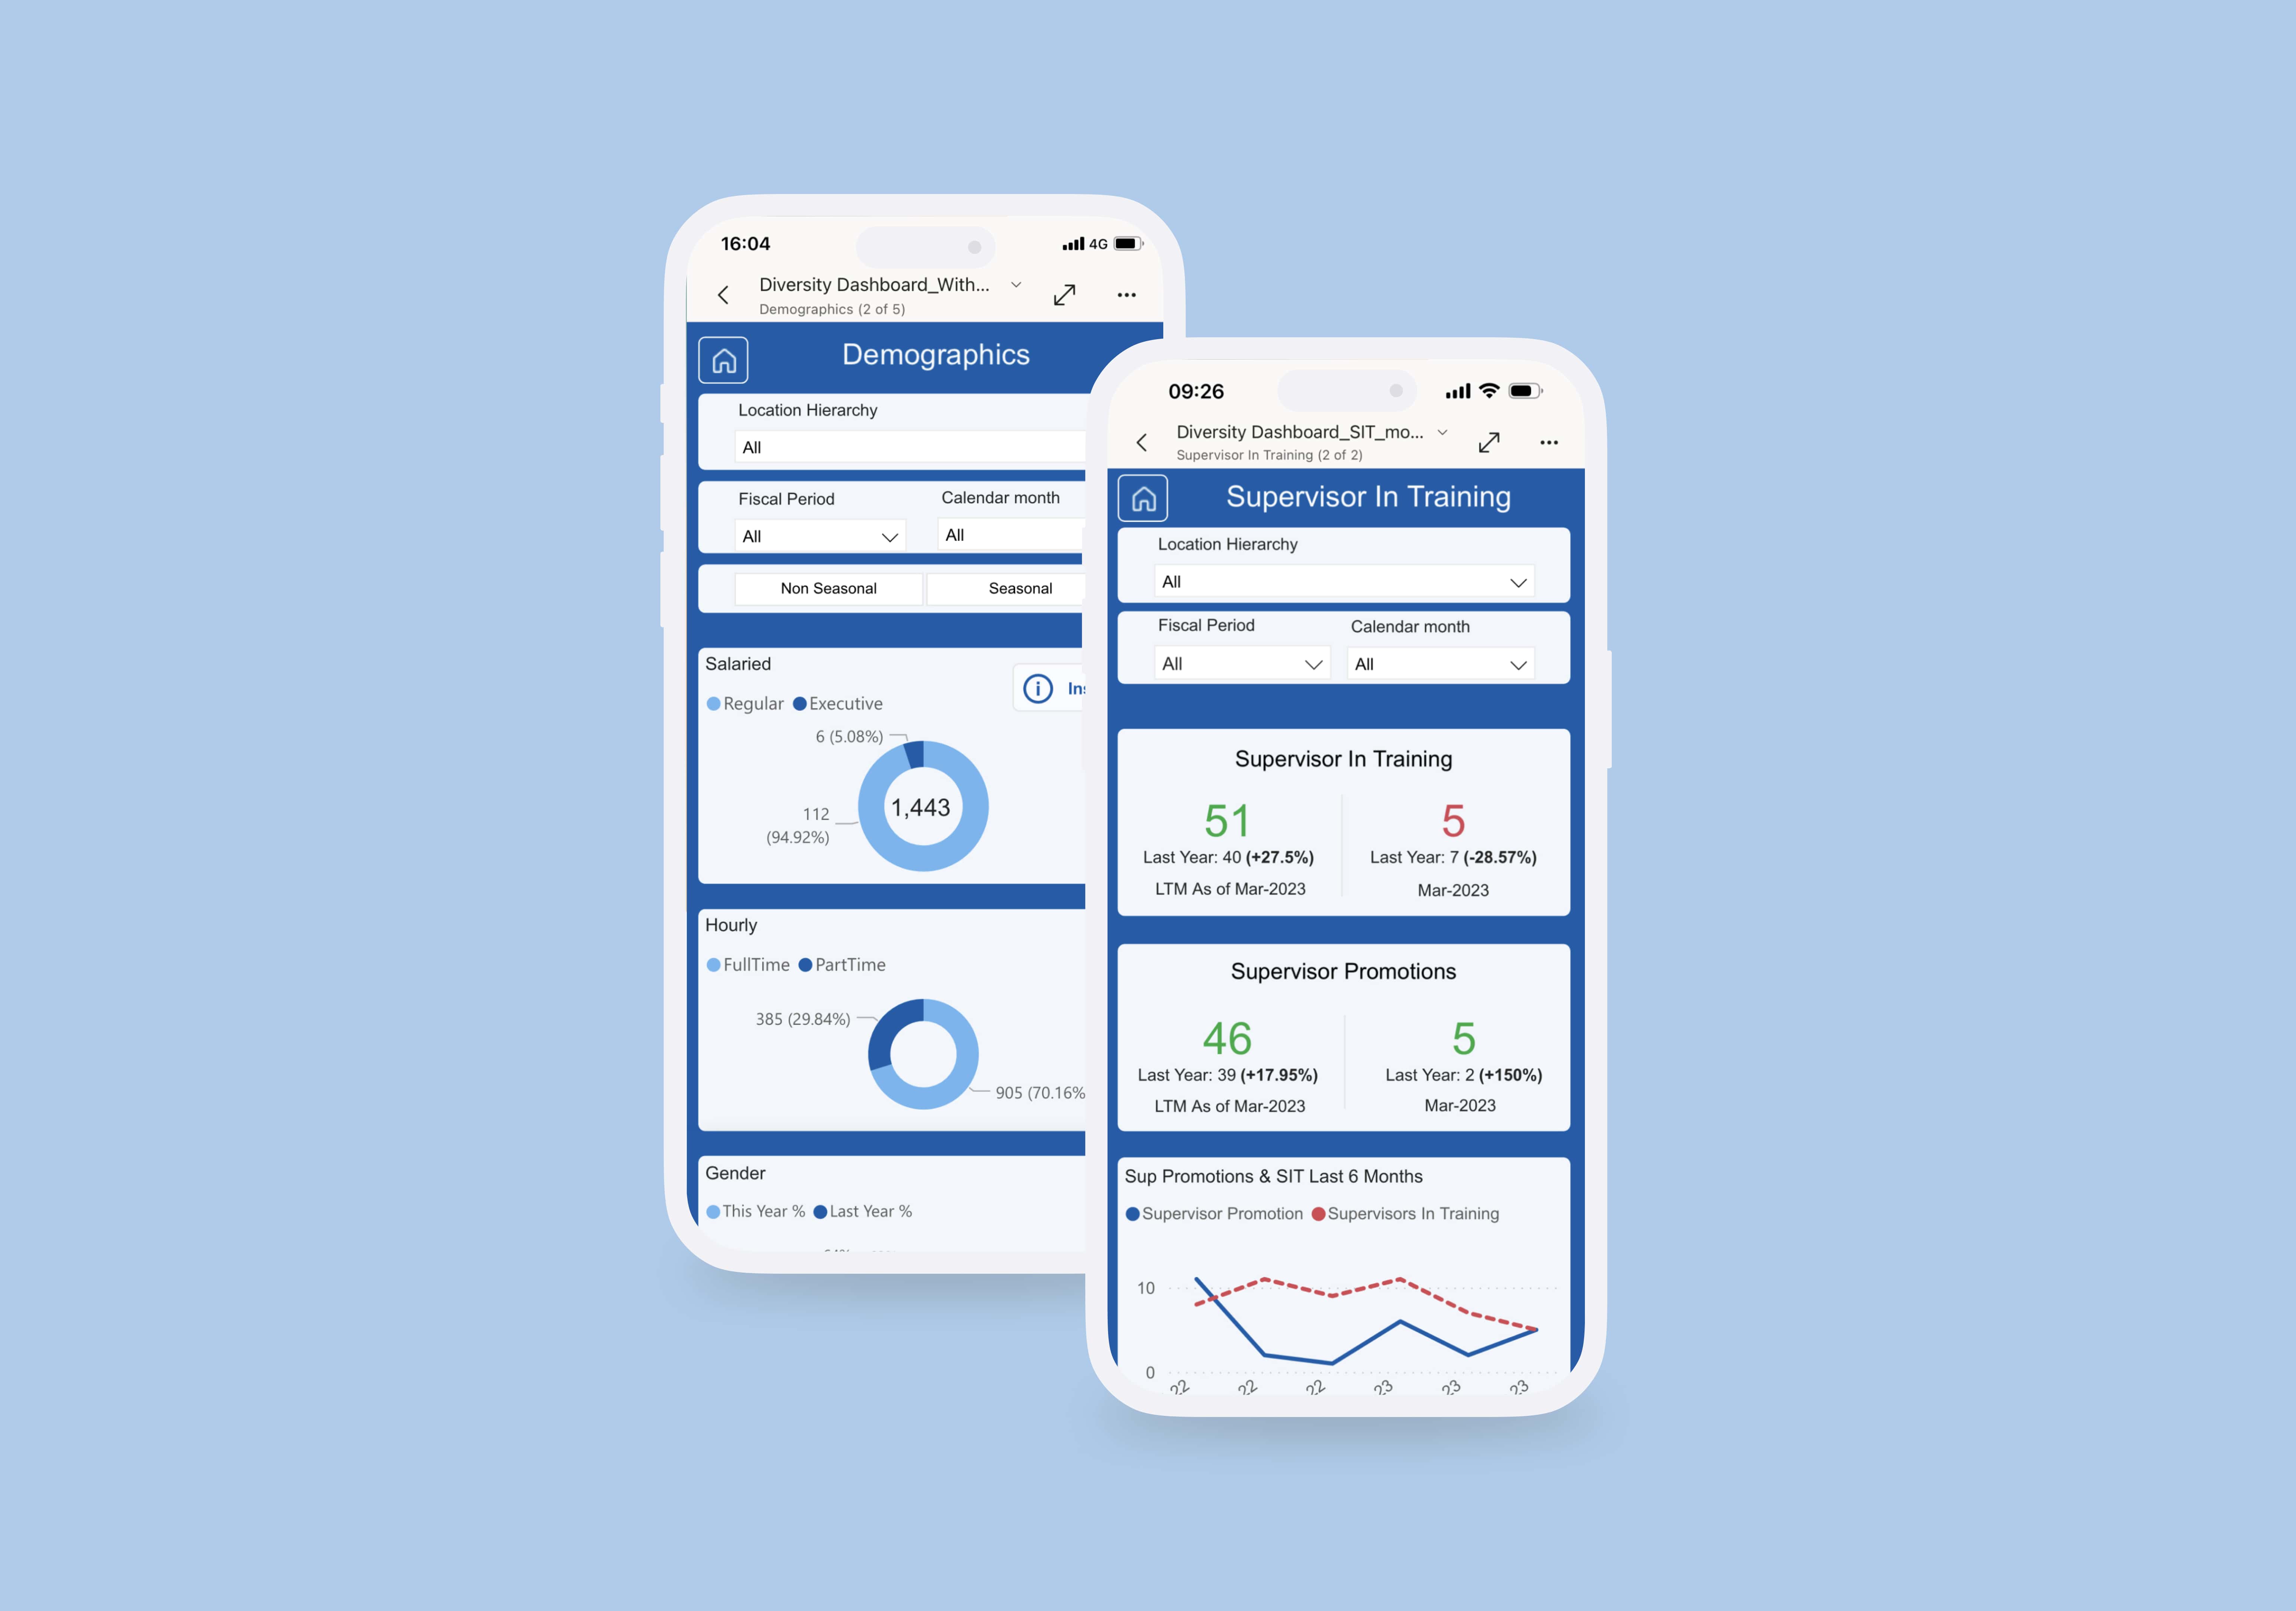 16:04
4G
Diversity Dashboard_With...
Demographics (2 of 5)
Demographics
Location Hierarchy
All
Fiscal Period
Calendar month
All
All
Non Seasonal
Seasonal
Salaried
Regular
Executive
6 (5.08%)
1,443
112
(94.92%)
Hourly
FullTime
PartTime
385 (29.84%)
905 (70.16%
Gender
This Year %
Last Year %
09:26
Diversity Dashboard_SIT_mo...
Supervisor In Training (2 of 2)
Supervisor In Training
Location Hierarchy
All
Fiscal Period
Calendar month
All
All
Supervisor In Training
51
5
Last Year: 40 (+27.5%)
Last Year: 7 (-28.57%)
LTM As of Mar-2023
Mar-2023
Supervisor Promotions
46
5
Last Year: 39 (+17.95%)
Last Year: 2 (+150%)
LTM As of Mar-2023
Mar-2023
Sup Promotions & SIT Last 6 Months
Supervisor Promotion
Supervisors In Training
10
0
22
22
22
23
23
23